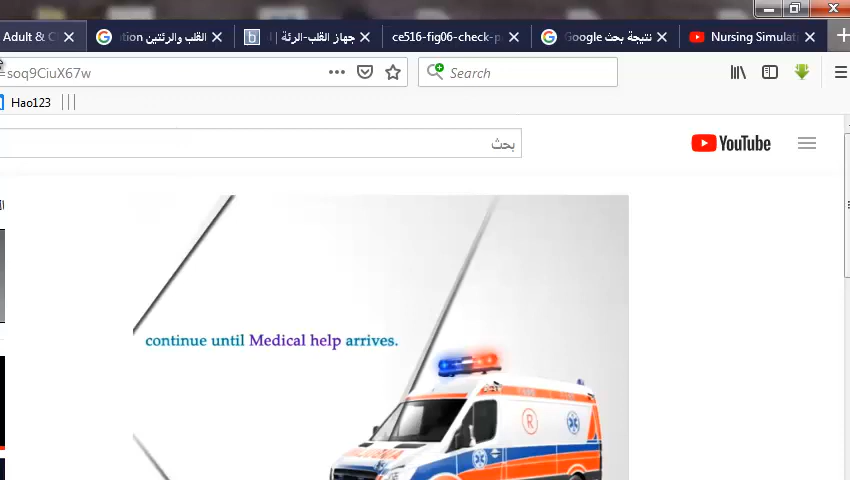 Adult & C
القلب والرئتين ation
جهاز القلب-الرئة |
ce516-fig06-check-p
نتيجة بحث Google
Nursing Simulati
=soq9CiuX67w
Search
Hao123
بحث
YouTube
continue until Medical help arrives.
R